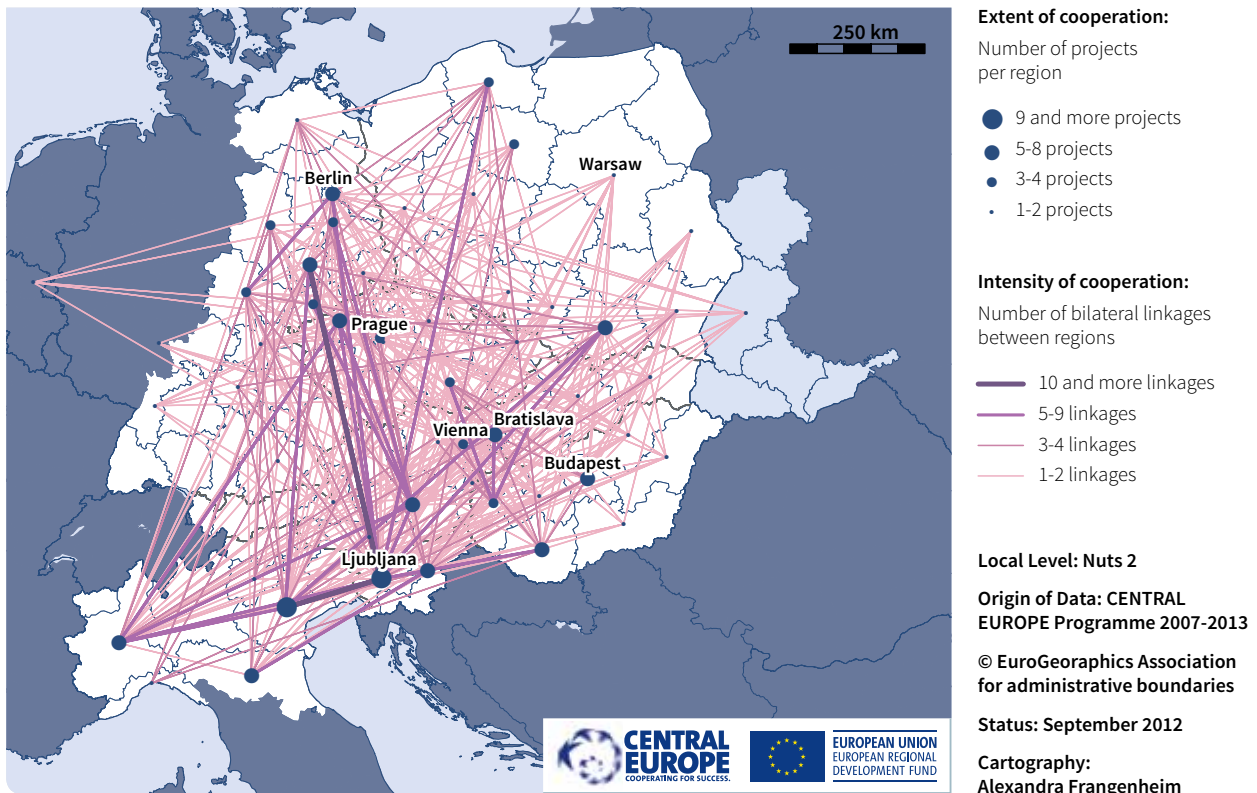 250 km
Warsaw
Berlin
Prague
Bratislava
Vienna
Budapest
Ljubljana
CENTRAL
EUROPE
COOPERATING FOR SUCCESS.
EUROPEAN UNION
EUROPEAN REGIONAL
DEVELOPMENT FUND
Extent of cooperation:
Number of projects
per region
9 and more projects
5-8 projects
3-4 projects
1-2 projects
Intensity of cooperation:
Number of bilateral linkages
between regions
10 and more linkages
5-9 linkages
3-4 linkages
1-2 linkages
Local Level: Nuts 2
Origin of Data: CENTRAL
EUROPE Programme 2007-2013
© EuroGeographics Association
for administrative boundaries
Status: September 2012
Cartography:
Alexandra Frangenheim